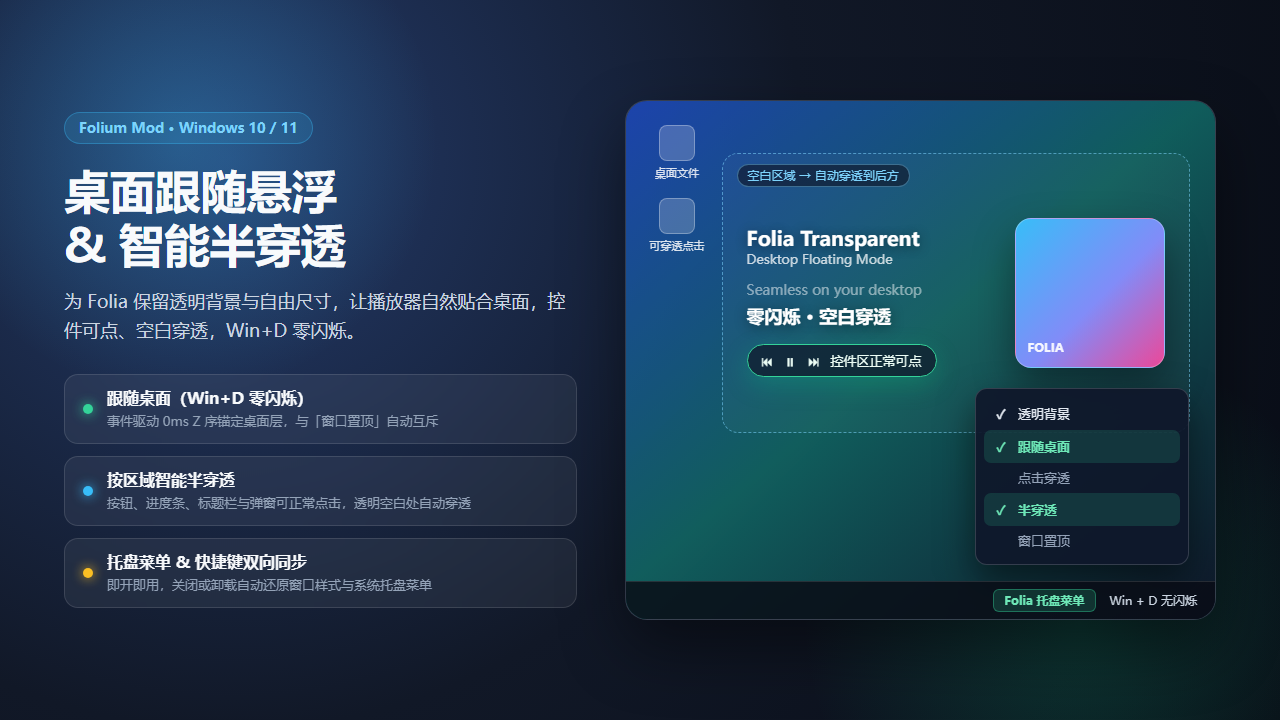 Folium Mod • Windows 10 / 11
桌面跟随悬浮
& 智能半穿透
为 Folia 保留透明背景与自由尺寸，让播放器自然贴合桌面，控
件可点、空白穿透，Win+D 零闪烁。
跟随桌面（Win+D 零闪烁）
事件驱动 0ms Z 序锚定桌面层，与「窗口置顶」自动互斥
按区域智能半穿透
按钮、进度条、标题栏与弹窗可正常点击，透明空白处自动穿透
托盘菜单 & 快捷键双向同步
即开即用，关闭或卸载自动还原窗口样式与系统托盘菜单
桌面文件
可穿透点击
空白区域 → 自动穿透到后方
Folia Transparent
Desktop Floating Mode
Seamless on your desktop
零闪烁 • 空白穿透
⏮ ⏸ ⏭ 控件区正常可点
FOLIA
✓ 透明背景
✓ 跟随桌面
点击穿透
✓ 半穿透
窗口置顶
Folia 托盘菜单
Win + D 无闪烁